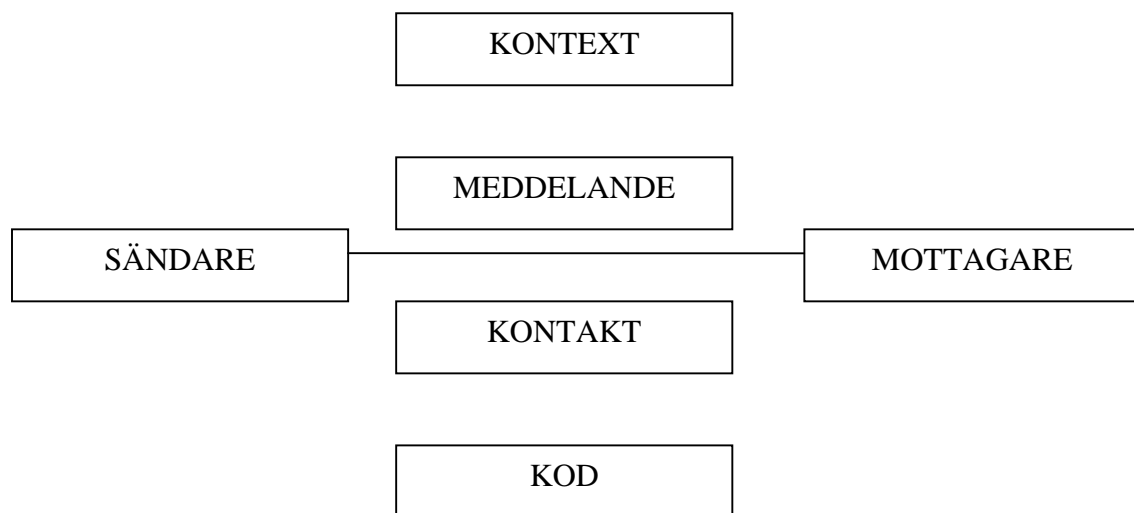 KONTEXT
MEDDELANDE
SÄNDARE
MOTTAGARE
KONTAKT
KOD